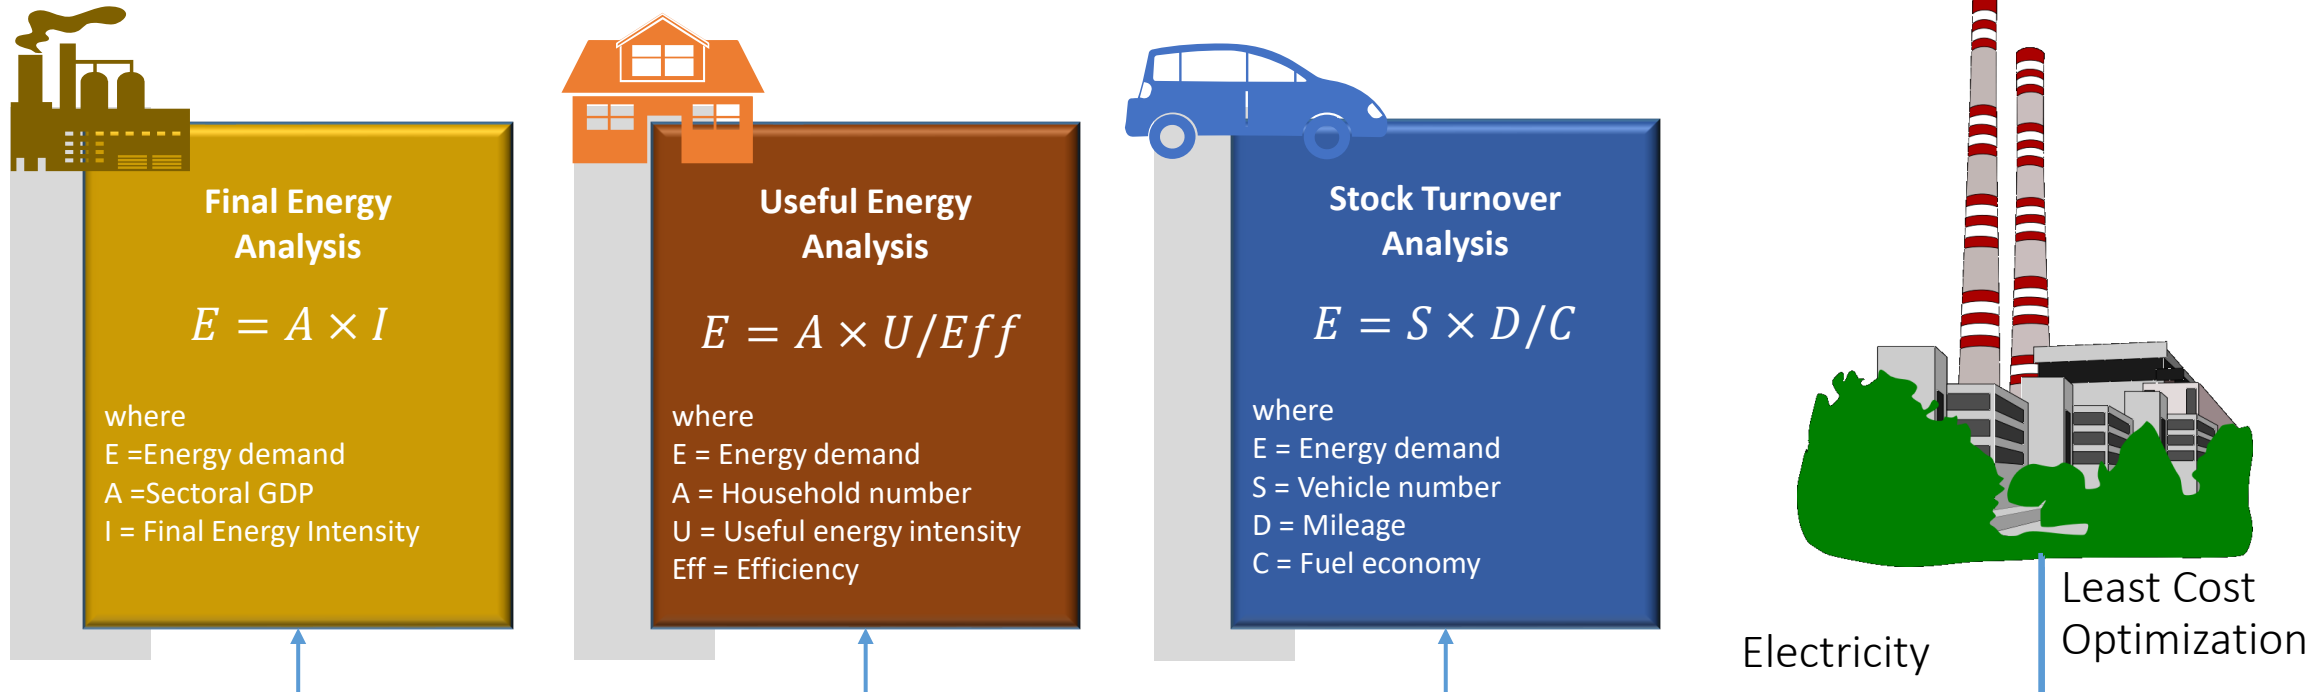 Final Energy
Analysis
E = A × I
where
E =Energy demand
A =Sectoral GDP
I = Final Energy Intensity
Useful Energy
Analysis
E = A × U/Eff
where
E = Energy demand
A = Household number
U = Useful energy intensity
Eff = Efficiency
Stock Turnover
Analysis
E = S × D/C
where
E = Energy demand
S = Vehicle number
D = Mileage
C = Fuel economy
Electricity
Least Cost
Optimization